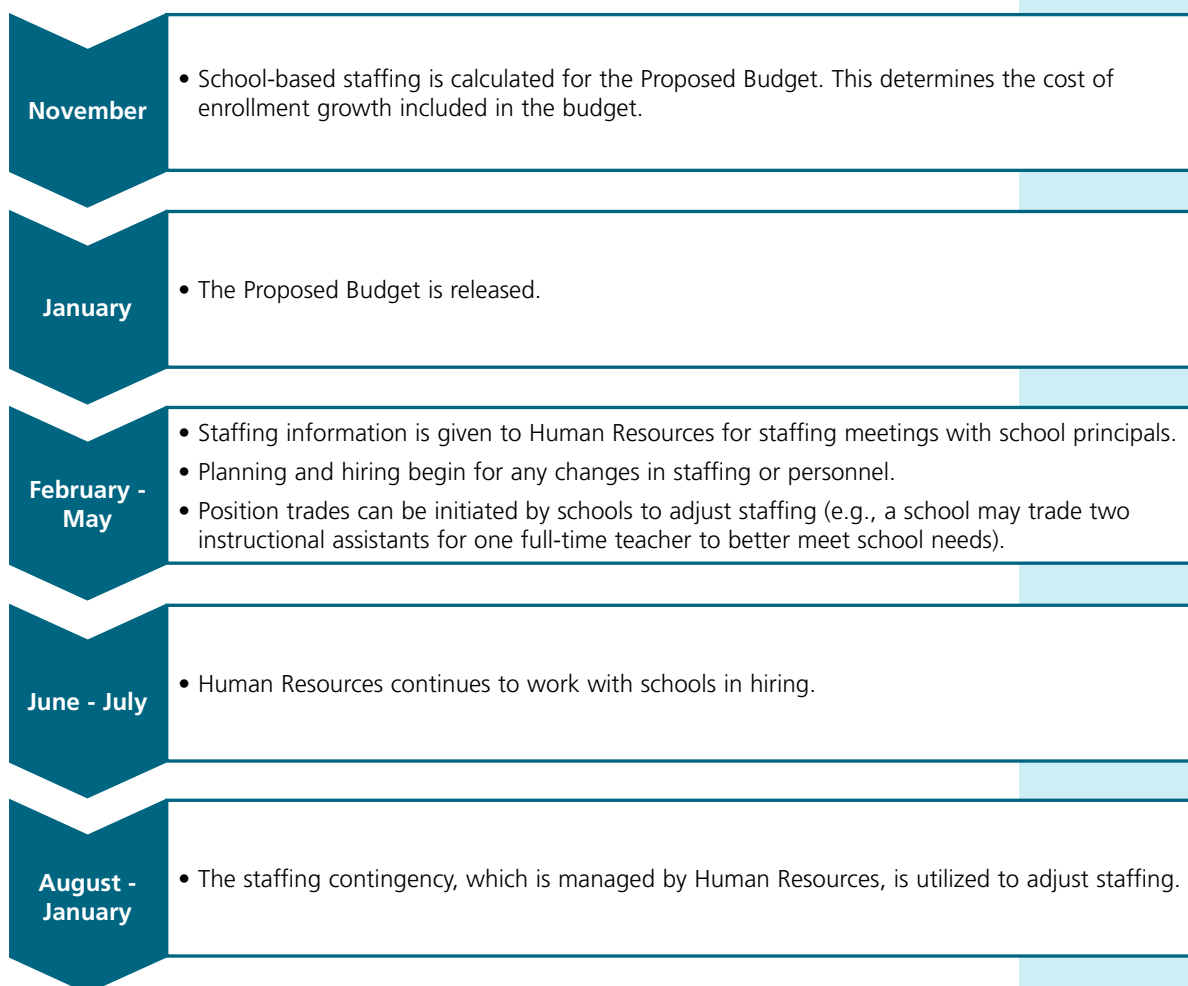 November
• School-based staffing is calculated for the Proposed Budget. This determines the cost of
enrollment growth included in the budget.
January
• The Proposed Budget is released.
February -
May
• Staffing information is given to Human Resources for staffing meetings with school principals.
• Planning and hiring begin for any changes in staffing or personnel.
• Position trades can be initiated by schools to adjust staffing (e.g., a school may trade two
instructional assistants for one full-time teacher to better meet school needs).
June - July
• Human Resources continues to work with schools in hiring.
August -
January
• The staffing contingency, which is managed by Human Resources, is utilized to adjust staffing.